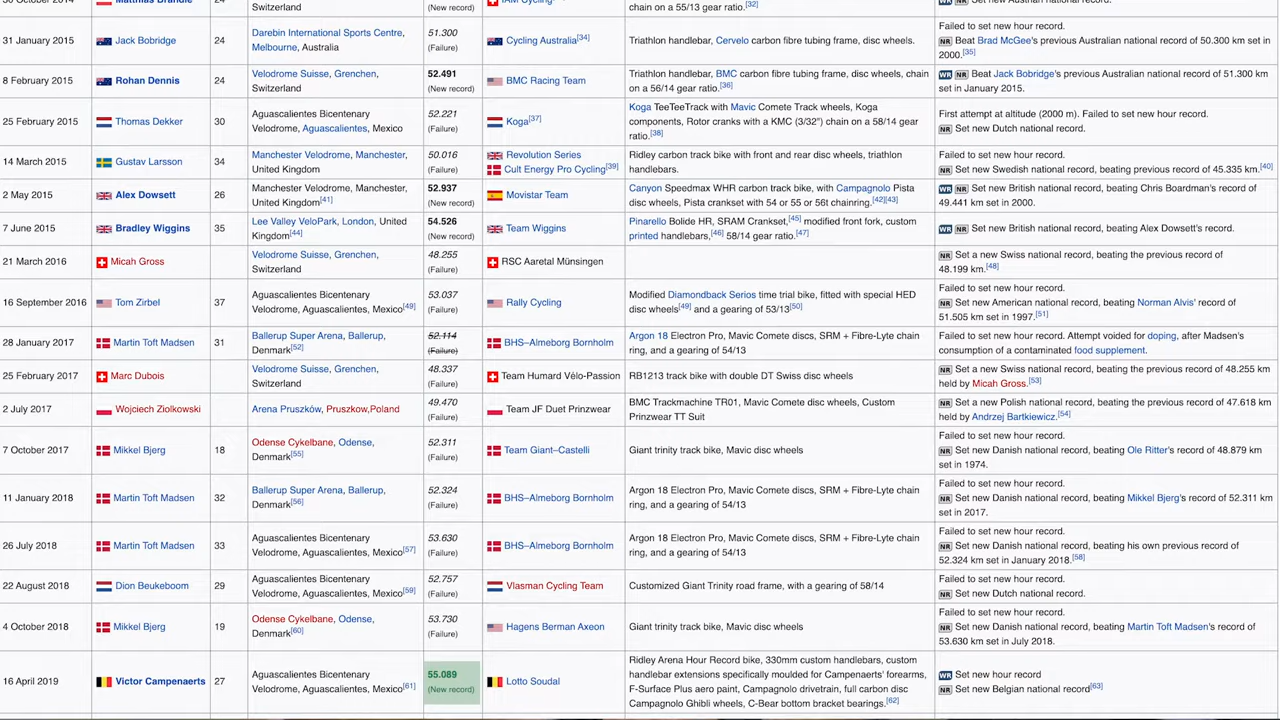 30 October 2014 Matthias Brändle 24 Switzerland IAM Cycling chain on a 55/13 gear ratio.[32]
31 January 2015 Jack Bobridge 24 Darebin International Sports Centre, Melbourne, Australia 51.300 (Failure) Cycling Australia[34] Triathlon handlebar, Cervelo carbon fibre tubing frame, disc wheels. Failed to set new hour record. NR Beat Brad McGee's previous Australian national record of 50.300 km set in 2000.[35]
8 February 2015 Rohan Dennis 24 Velodrome Suisse, Grenchen, Switzerland 52.491 (New record) BMC Racing Team Triathlon handlebar, BMC carbon fibre tubing frame, disc wheels, chain on a 56/14 gear ratio.[36] WR NR Beat Jack Bobridge's previous Australian national record of 51.300 km set in January 2015.
25 February 2015 Thomas Dekker 30 Aguascalientes Bicentenary Velodrome, Aguascalientes, Mexico 52.221 (Failure) Koga[37] Koga TeeTeeTrack with Mavic Comete Track wheels, Koga components, Rotor cranks with a KMC (3/32") chain on a 58/14 gear ratio.[38] First attempt at altitude (2000 m). Failed to set new hour record. NR Set new Dutch national record.
14 March 2015 Gustav Larsson 34 Manchester Velodrome, Manchester, United Kingdom 50.016 (Failure) Revolution Series Cult Energy Pro Cycling[39] Ridley carbon track bike with front and rear disc wheels, triathlon handlebars. Failed to set new hour record. NR Set new Swedish national record, beating previous record of 45.335 km.[40]
2 May 2015 Alex Dowsett 26 Manchester Velodrome, Manchester, United Kingdom[41] 52.937 (New record) Movistar Team Canyon Speedmax WHR carbon track bike, with Campagnolo Pista disc wheels, Pista crankset with 54 or 55 or 56t chainring.[42][43] WR NR Set new British national record, beating Chris Boardman's record of 49.441 km set in 2000.
7 June 2015 Bradley Wiggins 35 Lee Valley VeloPark, London, United Kingdom[44] 54.526 (New record) Team Wiggins Pinarello Bolide HR, SRAM Crankset,[45] modified front fork, custom printed handlebars,[46] 58/14 gear ratio.[47] WR NR Set new British national record, beating Alex Dowsett's record.
21 March 2016 Micah Gross Velodrome Suisse, Grenchen, Switzerland 48.255 (Failure) RSC Aaretal Münsingen NR Set a new Swiss national record, beating the previous record of 48.199 km.[48]
16 September 2016 Tom Zirbel 37 Aguascalientes Bicentenary Velodrome, Aguascalientes, Mexico[49] 53.037 (Failure) Rally Cycling Modified Diamondback Serios time trial bike, fitted with special HED disc wheels[49] and a gearing of 53/13[50] Failed to set new hour record. NR Set new American national record, beating Norman Alvis' record of 51.505 km set in 1997.[51]
28 January 2017 Martin Toft Madsen 31 Ballerup Super Arena, Ballerup, Denmark[52] 52.114 (Failure) BHS–Almeborg Bornholm Argon 18 Electron Pro, Mavic Comete discs, SRM + Fibre-Lyte chain ring, and a gearing of 54/13 Failed to set new hour record. Attempt voided for doping, after Madsen's consumption of a contaminated food supplement.
25 February 2017 Marc Dubois Velodrome Suisse, Grenchen, Switzerland 48.337 (Failure) Team Humard Vélo-Passion RB1213 track bike with double DT Swiss disc wheels NR Set a new Swiss national record, beating the previous record of 48.255 km held by Micah Gross.[53]
2 July 2017 Wojciech Ziolkowski Arena Pruszków, Pruszkow,Poland 49.470 (Failure) Team JF Duet Prinzwear BMC Trackmachine TR01, Mavic Comete disc wheels, Custom Prinzwear TT Suit NR Set a new Polish national record, beating the previous record of 47.618 km held by Andrzej Bartkiewicz.[54]
7 October 2017 Mikkel Bjerg 18 Odense Cykelbane, Odense, Denmark[55] 52.311 (Failure) Team Giant–Castelli Giant trinity track bike, Mavic disc wheels Failed to set new hour record. NR Set new Danish national record, beating Ole Ritter's record of 48.879 km set in 1974.
11 January 2018 Martin Toft Madsen 32 Ballerup Super Arena, Ballerup, Denmark[56] 52.324 (Failure) BHS–Almeborg Bornholm Argon 18 Electron Pro, Mavic Comete discs, SRM + Fibre-Lyte chain ring, and a gearing of 54/13 Failed to set new hour record. NR Set new Danish national record, beating Mikkel Bjerg's record of 52.311 km set in 2017.
26 July 2018 Martin Toft Madsen 33 Aguascalientes Bicentenary Velodrome, Aguascalientes, Mexico[57] 53.630 (Failure) BHS–Almeborg Bornholm Argon 18 Electron Pro, Mavic Comete discs, SRM + Fibre-Lyte chain ring, and a gearing of 54/13 Failed to set new hour record. NR Set new Danish national record, beating his own previous record of 52.324 km set in January 2018.[58]
22 August 2018 Dion Beukeboom 29 Aguascalientes Bicentenary Velodrome, Aguascalientes, Mexico[59] 52.757 (Failure) Vlasman Cycling Team Customized Giant Trinity road frame, with a gearing of 58/14 Failed to set new hour record. NR Set new Dutch national record.
4 October 2018 Mikkel Bjerg 19 Odense Cykelbane, Odense, Denmark[60] 53.730 (Failure) Hagens Berman Axeon Giant trinity track bike, Mavic disc wheels Failed to set new hour record. NR Set new Danish national record, beating Martin Toft Madsen's record of 53.630 km set in July 2018.
16 April 2019 Victor Campenaerts 27 Aguascalientes Bicentenary Velodrome, Aguascalientes, Mexico[61] 55.089 (New record) Lotto Soudal Ridley Arena Hour Record bike, 330mm custom handlebars, custom handlebar extensions specifically moulded for Campenaerts' forearms, F-Surface Plus aero paint, Campagnolo drivetrain, full carbon disc Campagnolo Ghibli wheels, C-Bear bottom bracket bearings.[62] WR Set new hour record NR Set new Belgian national record[63]